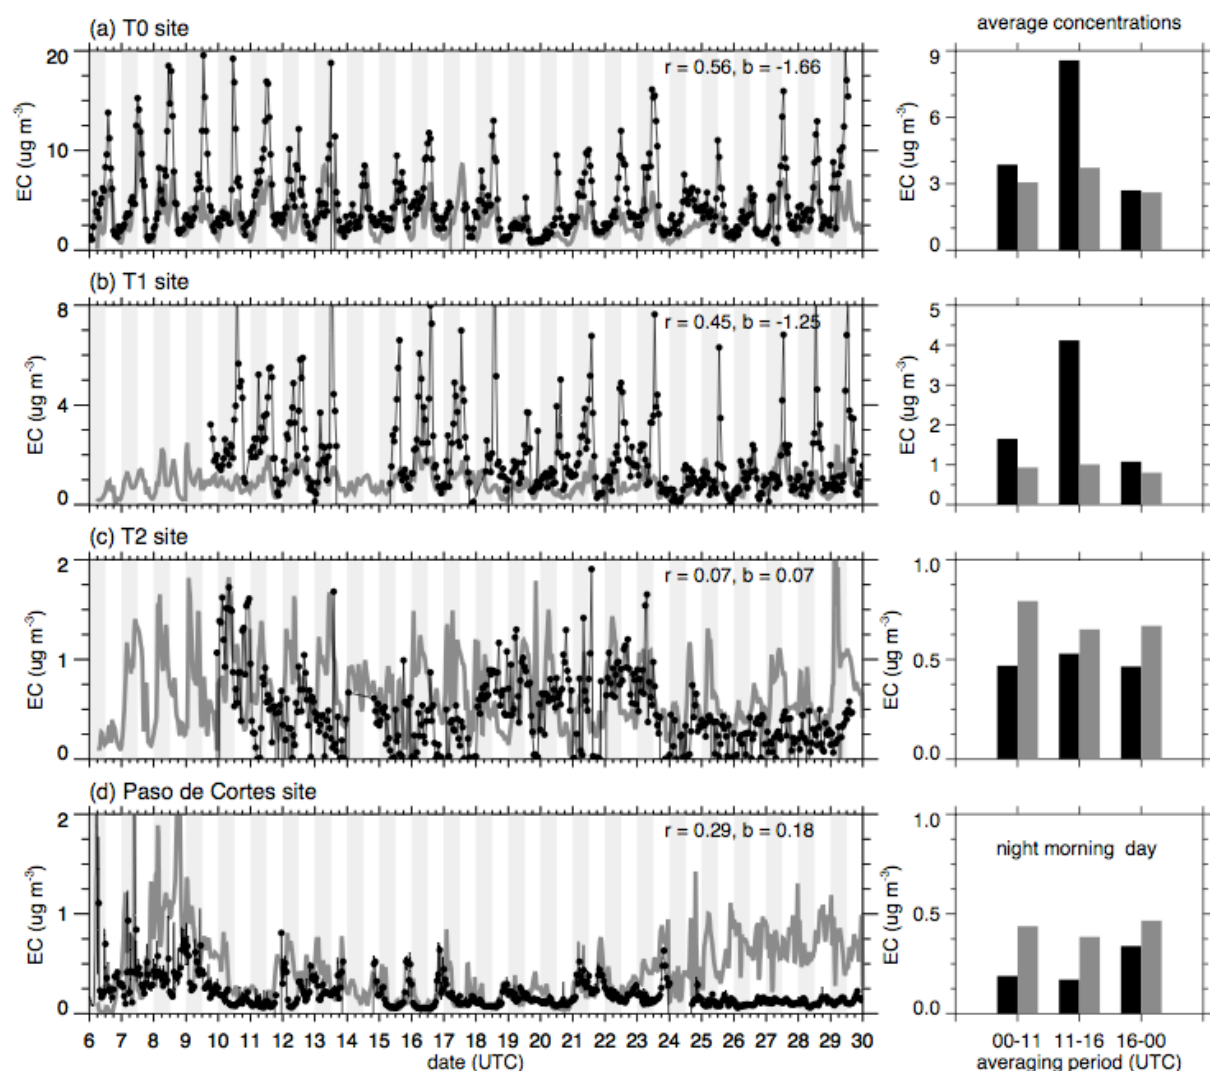 (a) T0 site
average concentrations
r = 0.56, b = -1.66
EC (ug m-3)
20
10
0
EC (ug m-3)
9
6
3
0
(b) T1 site
r = 0.45, b = -1.25
EC (ug m-3)
8
4
0
EC (ug m-3)
5
4
3
2
1
0
(c) T2 site
r = 0.07, b = 0.07
EC (ug m-3)
2
1
0
EC (ug m-3)
1.0
0.5
0.0
(d) Paso de Cortes site
r = 0.29, b = 0.18
EC (ug m-3)
2
1
0
EC (ug m-3)
1.0
0.5
0.0
night morning day
6 7 8 9 10 11 12 13 14 15 16 17 18 19 20 21 22 23 24 25 26 27 28 29 30
date (UTC)
00-11 11-16 16-00
averaging period (UTC)